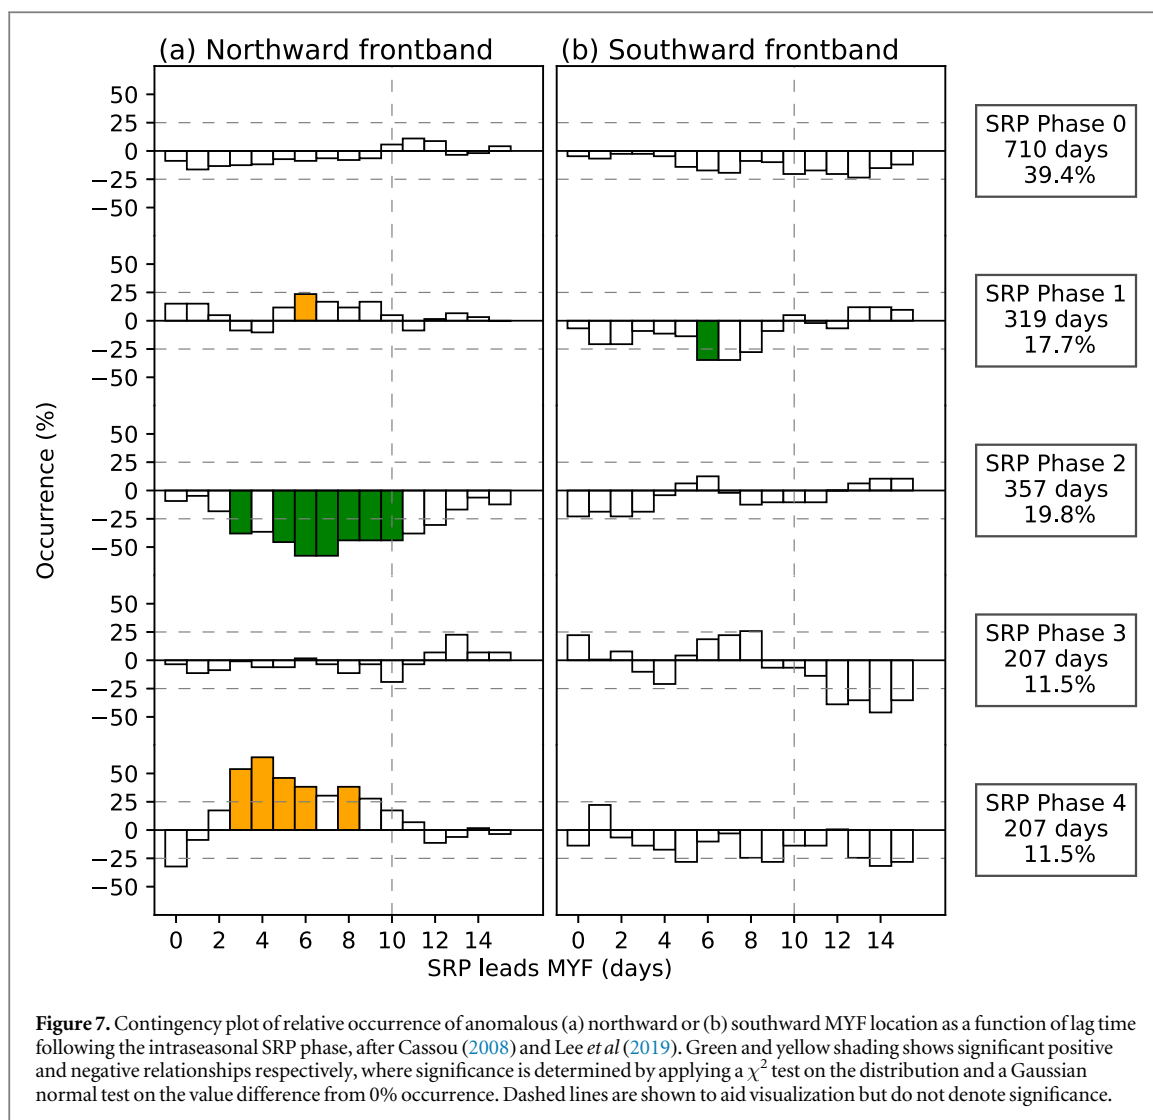 (a) Northward frontband
(b) Southward frontband
50
25
0
−25
−50
SRP Phase 0
710 days
39.4%
50
25
0
−25
−50
SRP Phase 1
319 days
17.7%
50
25
0
−25
−50
SRP Phase 2
357 days
19.8%
50
25
0
−25
−50
SRP Phase 3
207 days
11.5%
50
25
0
−25
−50
SRP Phase 4
207 days
11.5%
Occurrence (%)
0 2 4 6 8 10 12 14
0 2 4 6 8 10 12 14
SRP leads MYF (days)
Figure 7. Contingency plot of relative occurrence of anomalous (a) northward or (b) southward MYF location as a function of lag time
following the intraseasonal SRP phase, after Cassou (2008) and Lee et al (2019). Green and yellow shading shows significant positive
and negative relationships respectively, where significance is determined by applying a χ² test on the distribution and a Gaussian
normal test on the value difference from 0% occurrence. Dashed lines are shown to aid visualization but do not denote significance.